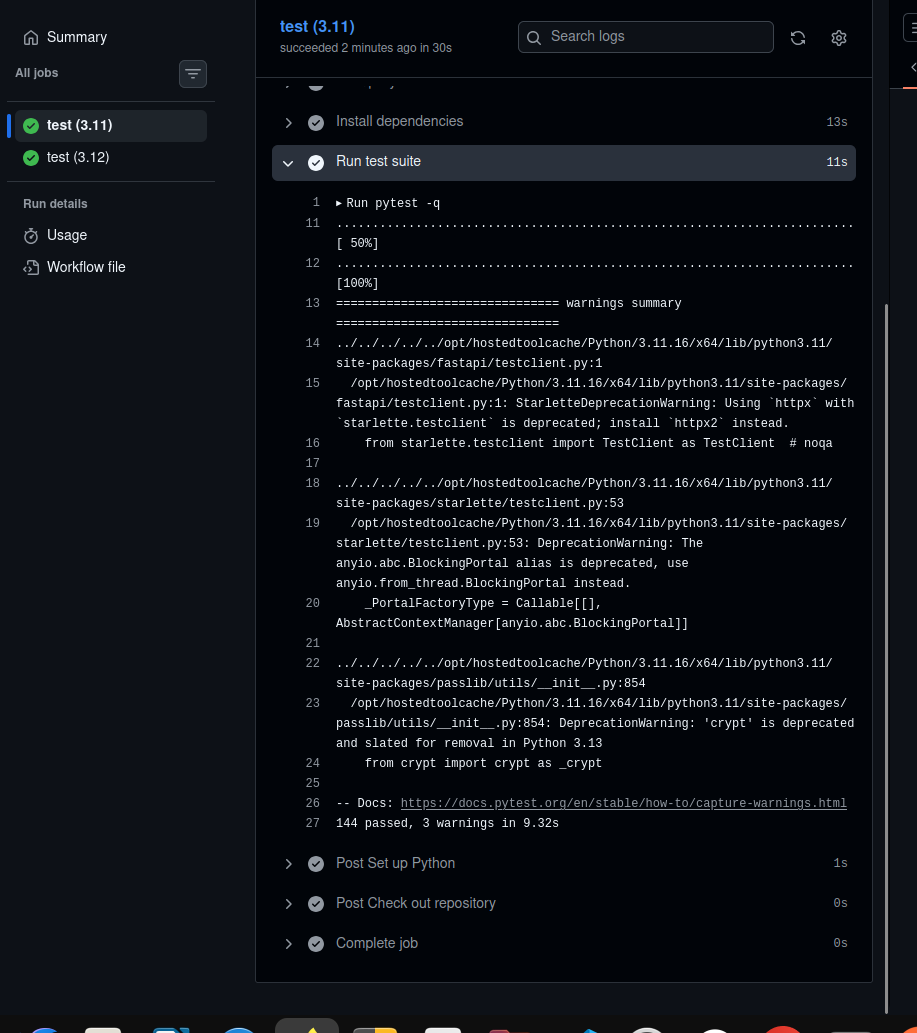 Summary
All jobs
test (3.11)
test (3.12)
Run details
Usage
Workflow file
test (3.11)
succeeded 2 minutes ago in 30s
Search logs
Install dependencies 13s
Run test suite 11s
1 Run pytest -q
11 ........................................................................
[ 50%]
12 ........................................................................
[100%]
13 =============================== warnings summary
===============================
14 ../../../../../opt/hostedtoolcache/Python/3.11.16/x64/lib/python3.11/
site-packages/fastapi/testclient.py:1
15 /opt/hostedtoolcache/Python/3.11.16/x64/lib/python3.11/site-packages/
fastapi/testclient.py:1: StarletteDeprecationWarning: Using `httpx` with
`starlette.testclient` is deprecated; install `httpx2` instead.
16 from starlette.testclient import TestClient as TestClient # noqa
17
18 ../../../../../opt/hostedtoolcache/Python/3.11.16/x64/lib/python3.11/
site-packages/starlette/testclient.py:53
19 /opt/hostedtoolcache/Python/3.11.16/x64/lib/python3.11/site-packages/
starlette/testclient.py:53: DeprecationWarning: The
anyio.abc.BlockingPortal alias is deprecated, use
anyio.from_thread.BlockingPortal instead.
20 _PortalFactoryType = Callable[[],
AbstractContextManager[anyio.abc.BlockingPortal]]
21
22 ../../../../../opt/hostedtoolcache/Python/3.11.16/x64/lib/python3.11/
site-packages/passlib/utils/__init__.py:854
23 /opt/hostedtoolcache/Python/3.11.16/x64/lib/python3.11/site-packages/
passlib/utils/__init__.py:854: DeprecationWarning: 'crypt' is deprecated
and slated for removal in Python 3.13
24 from crypt import crypt as _crypt
25
26 -- Docs: https://docs.pytest.org/en/stable/how-to/capture-warnings.html
27 144 passed, 3 warnings in 9.32s
Post Set up Python 1s
Post Check out repository 0s
Complete job 0s